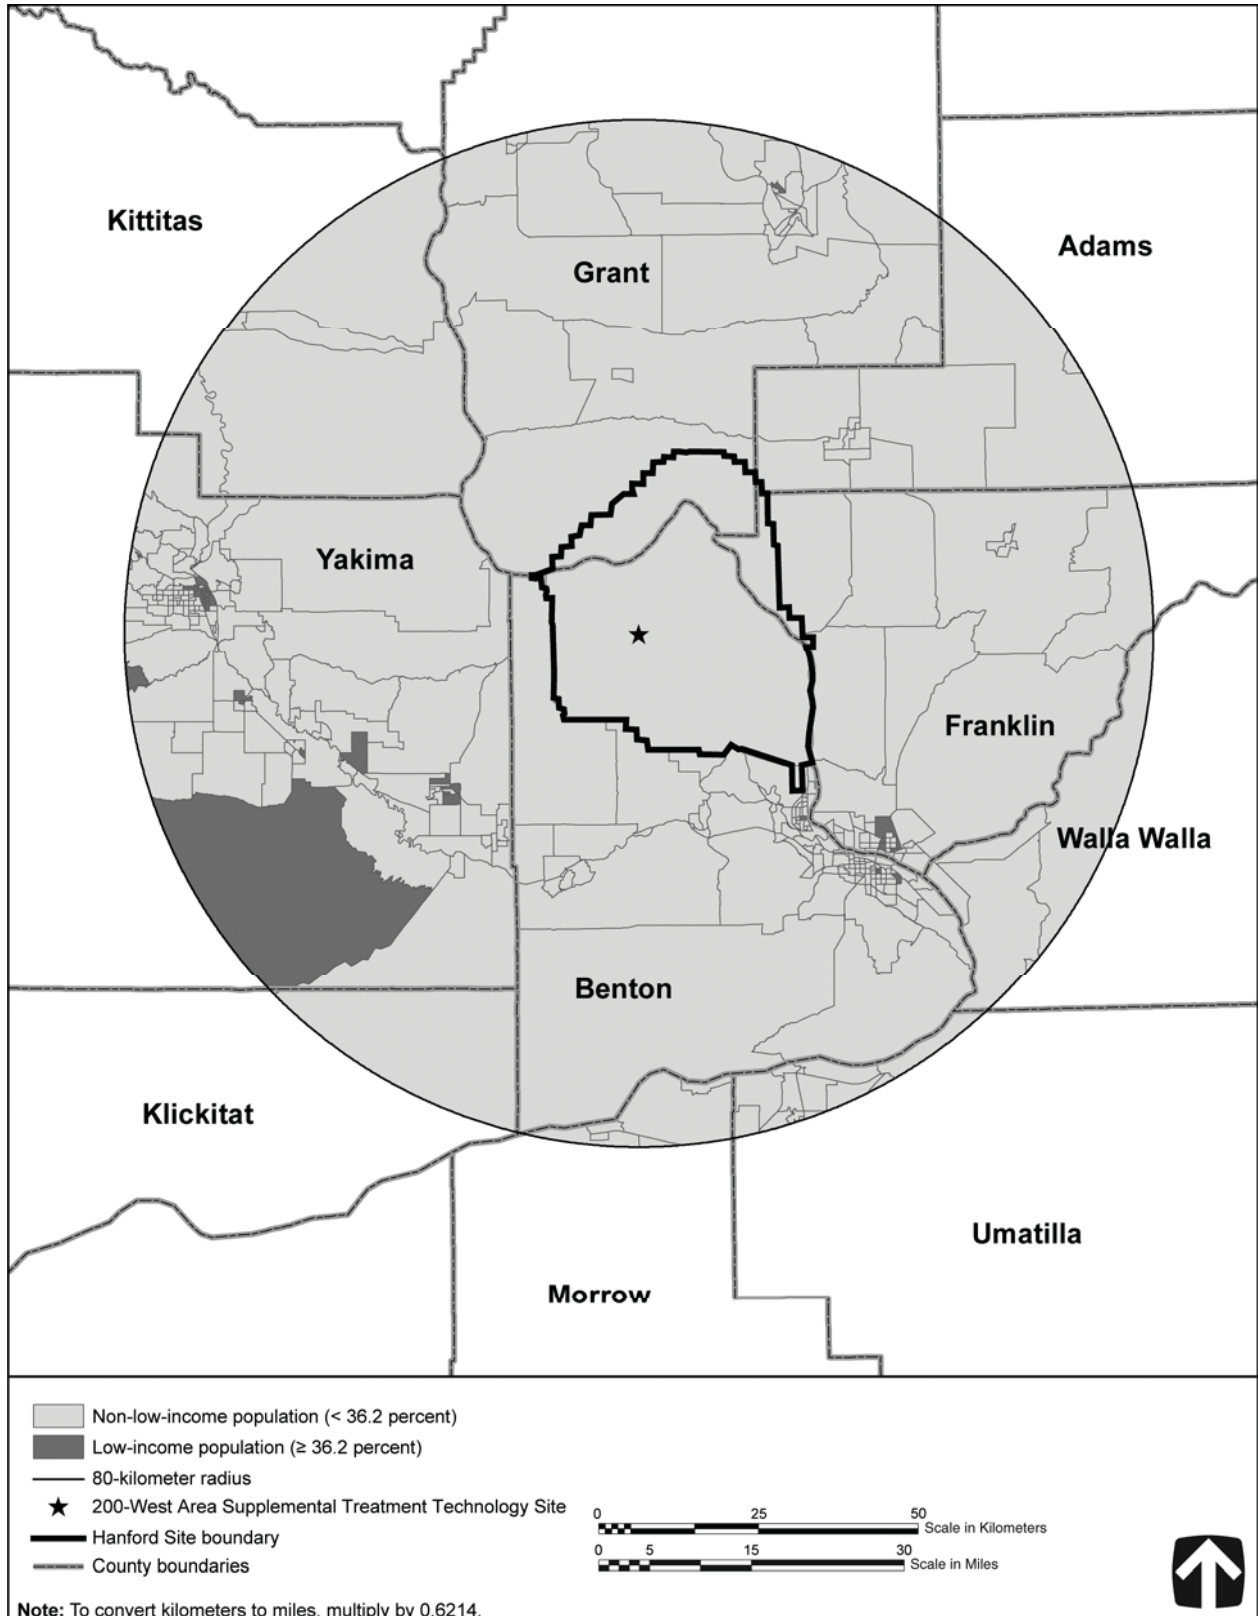 Kittitas
Adams
Grant
Yakima
Franklin
Walla Walla
Benton
Klickitat
Umatilla
Morrow
Non-low-income population (< 36.2 percent)
Low-income population (≥ 36.2 percent)
80-kilometer radius
200-West Area Supplemental Treatment Technology Site
Hanford Site boundary
County boundaries
0 25 50
Scale in Kilometers
0 5 15 30
Scale in Miles
Note: To convert kilometers to miles, multiply by 0.6214.